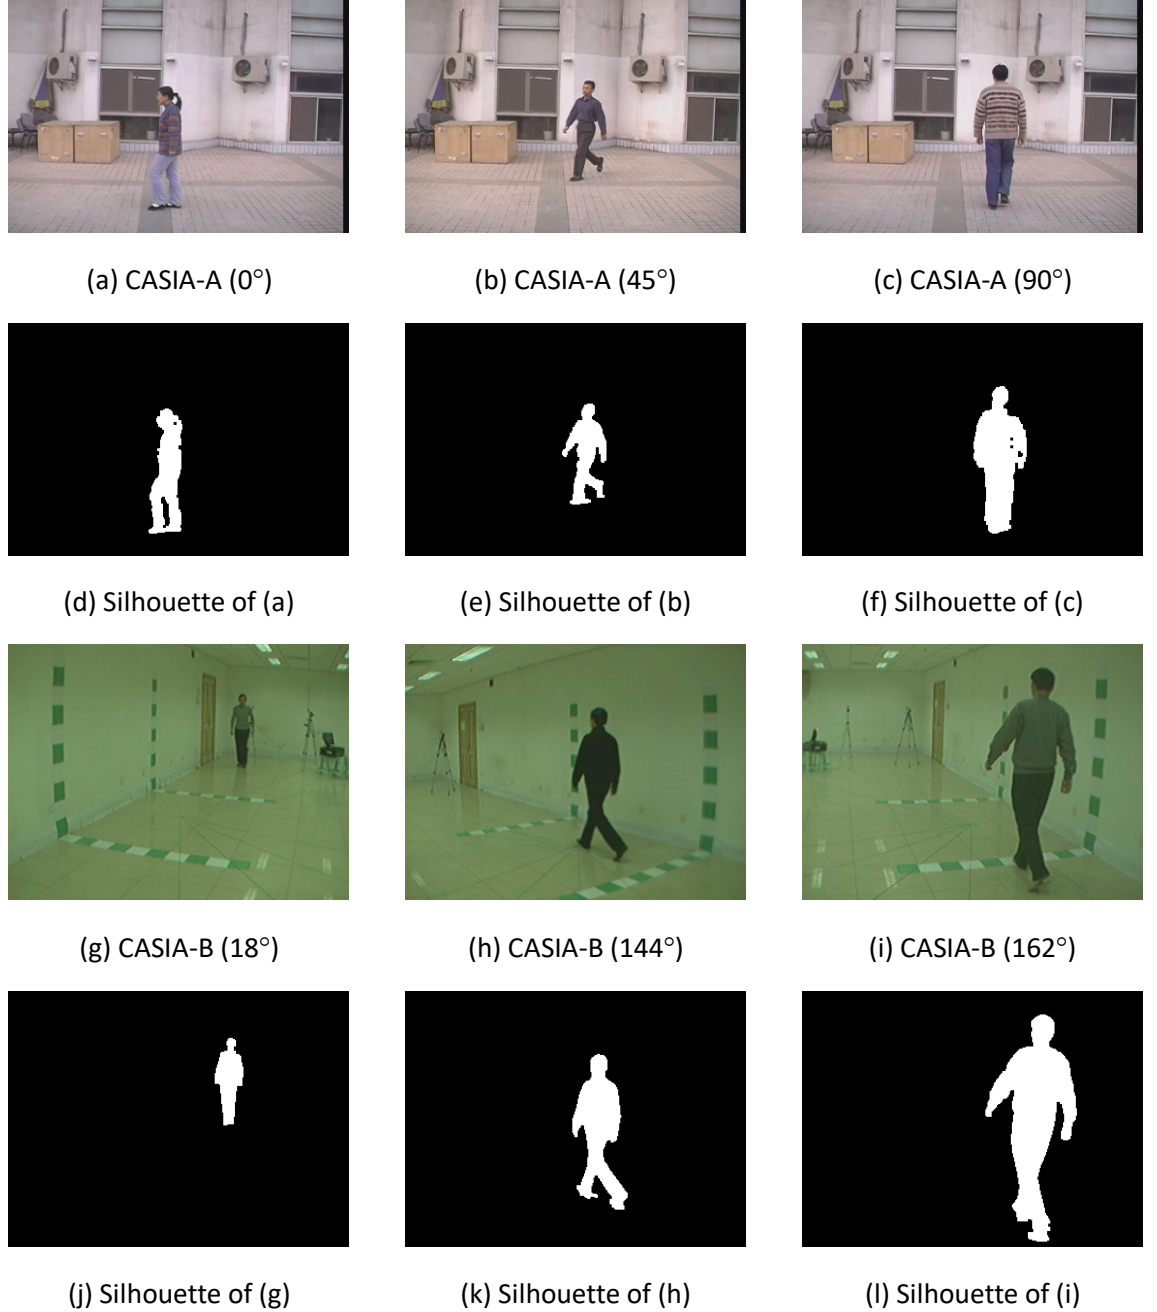 (a) CASIA-A (0°)
(b) CASIA-A (45°)
(c) CASIA-A (90°)
(d) Silhouette of (a)
(e) Silhouette of (b)
(f) Silhouette of (c)
(g) CASIA-B (18°)
(h) CASIA-B (144°)
(i) CASIA-B (162°)
(j) Silhouette of (g)
(k) Silhouette of (h)
(l) Silhouette of (i)